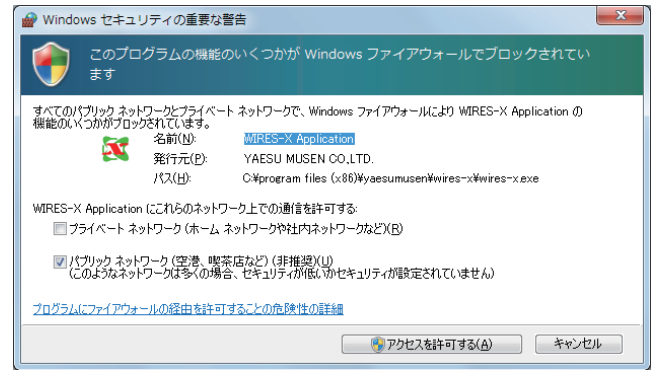 Windows セキュリティの重要な警告
このプログラムの機能のいくつかが Windows ファイアウォールでブロックされてい
ます
すべてのパブリック ネットワークとプライベート ネットワークで、Windows ファイアウォールにより WIRES-X Application の
機能のいくつかがブロックされています。
名前(N): WIRES-X Application
発行元(P): YAESU MUSEN CO.,LTD.
パス(H): C:¥program files (x86)¥yaesumusen¥wires-x¥wires-x.exe
WIRES-X Application にこれらのネットワーク上での通信を許可する:
プライベート ネットワーク (ホーム ネットワークや社内ネットワークなど)(R)
パブリック ネットワーク (空港、喫茶店など) (非推奨)(U)
(このようなネットワークは多くの場合、セキュリティが低いかセキュリティが設定されていません)
プログラムにファイアウォールの経由を許可することの危険性の詳細
アクセスを許可する(A) キャンセル